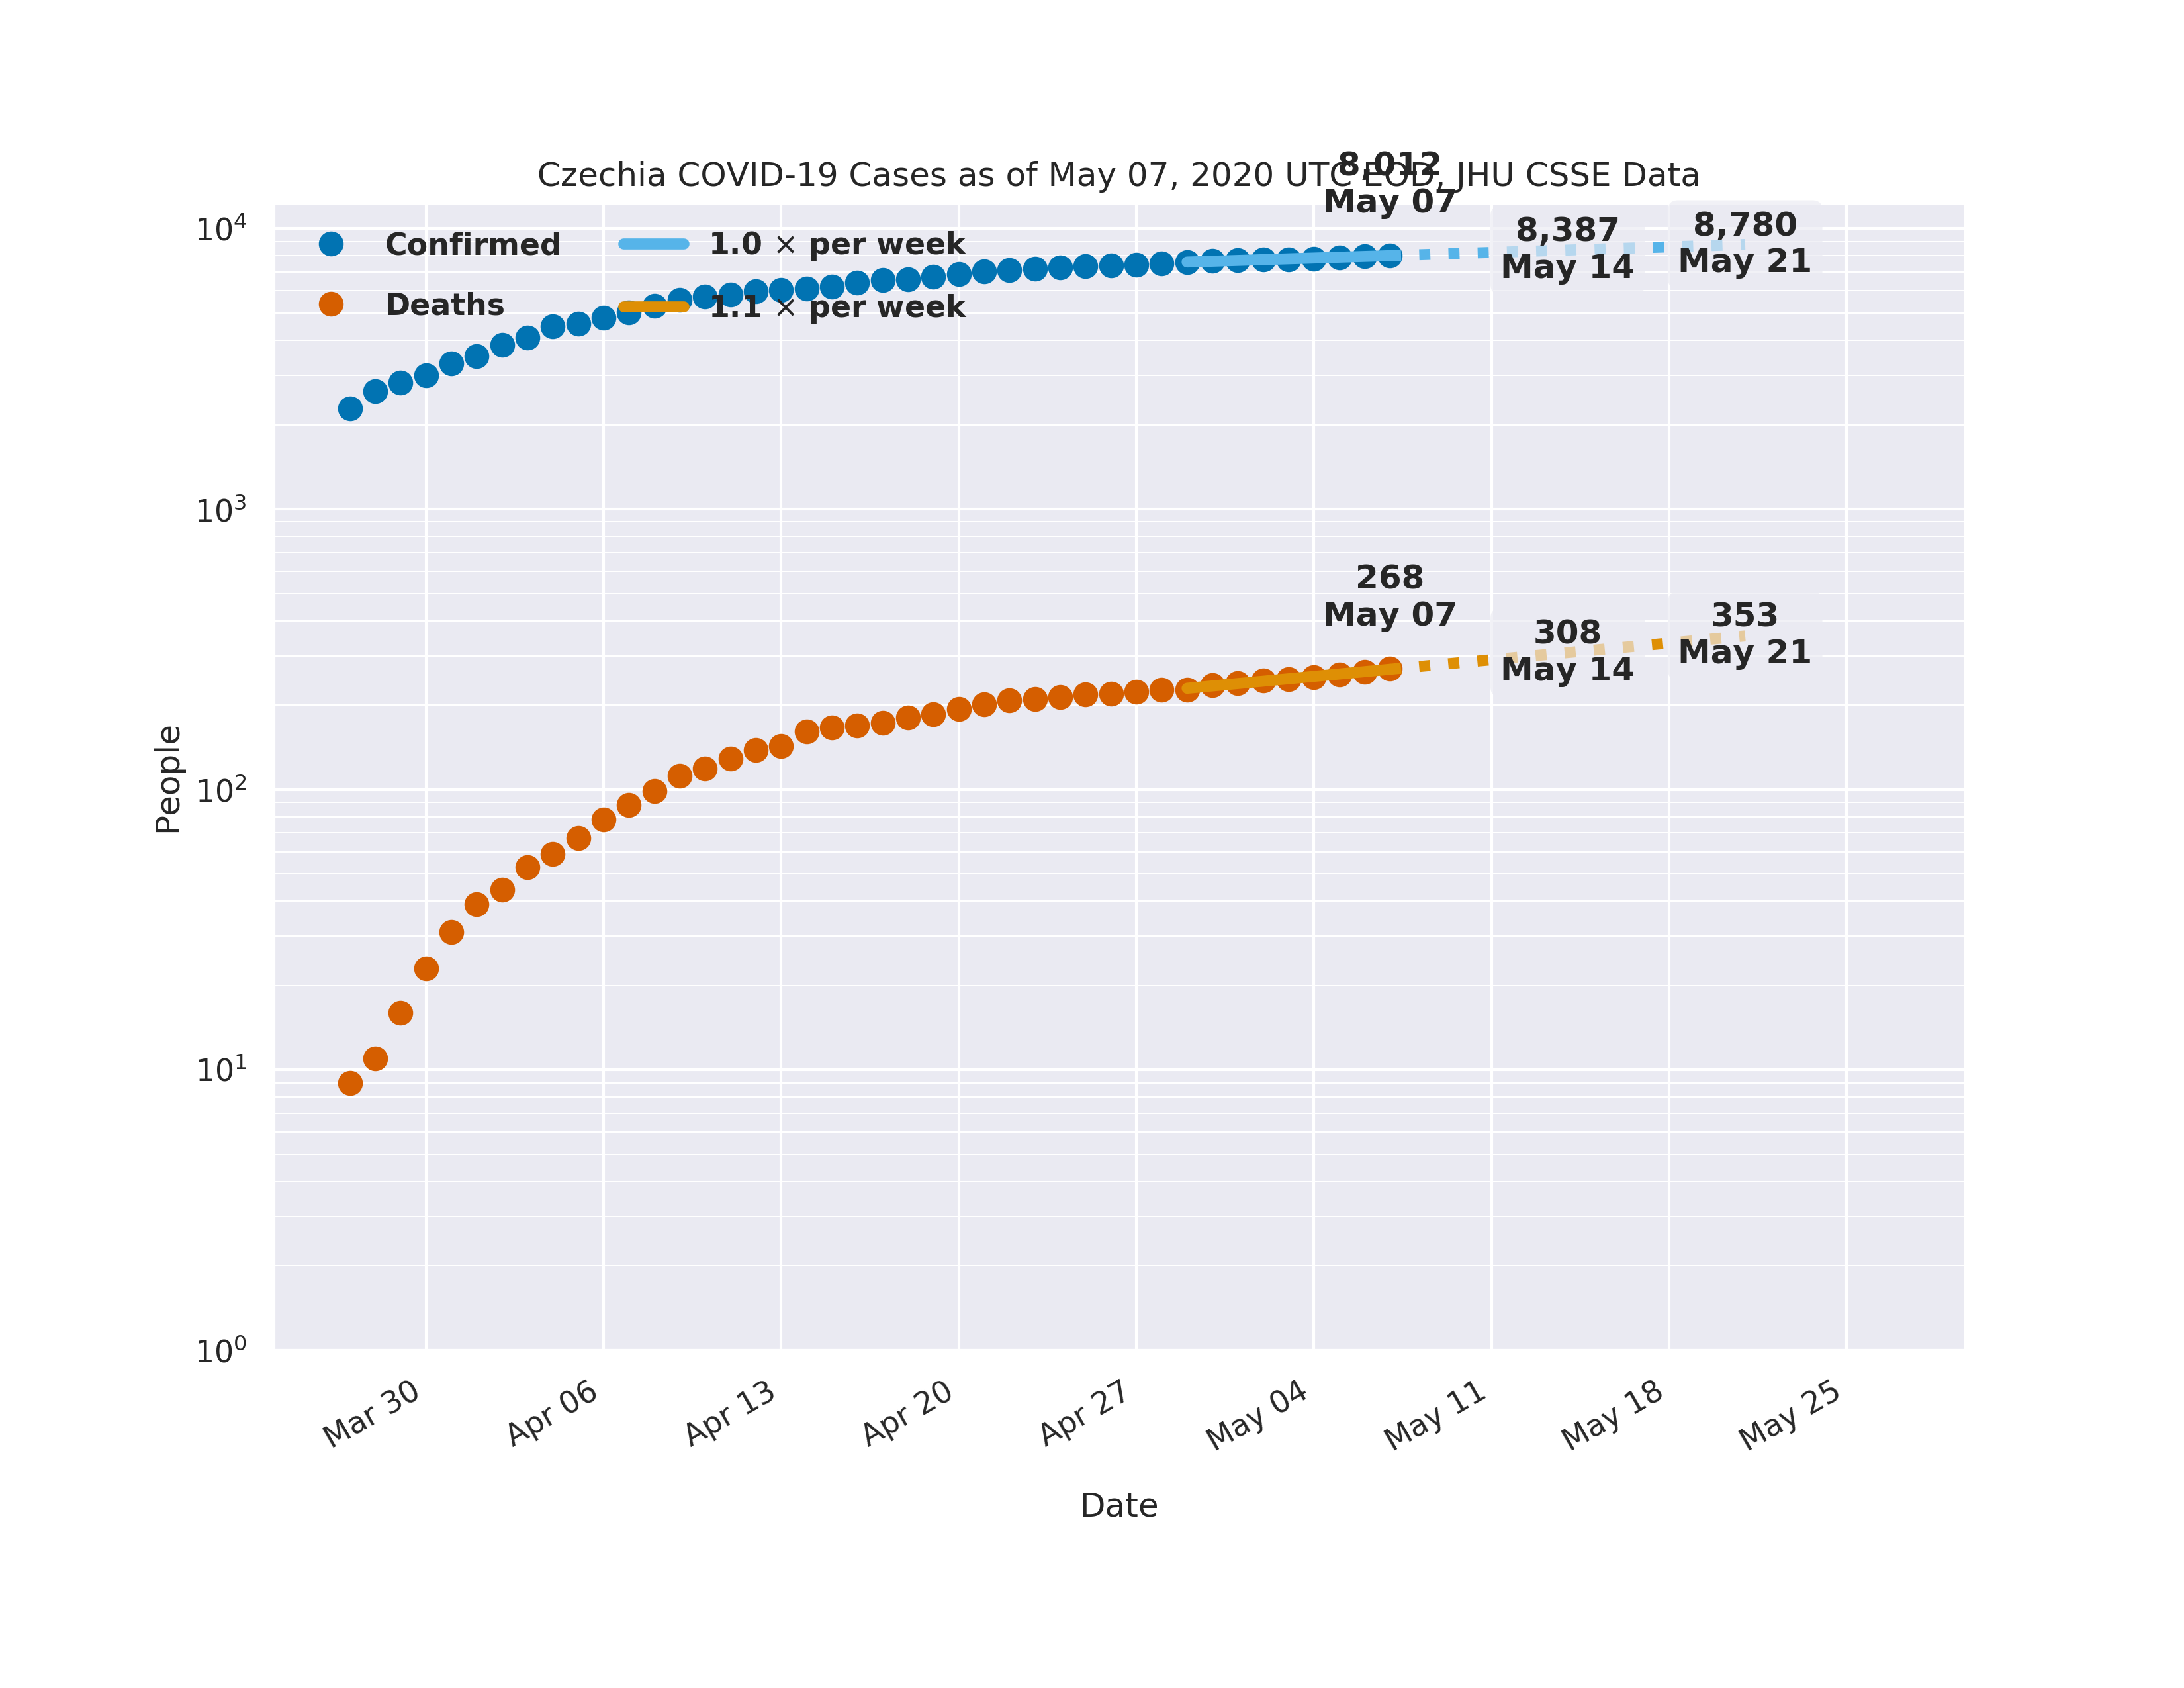 Czechia COVID-19 Cases as of May 07, 2020 UTC EOD, JHU CSSE Data
8,012
May 07
8,387
May 14
8,780
May 21
Confirmed
1.0 × per week
Deaths
1.1 × per week
268
May 07
308
May 14
353
May 21
People
10⁴
10³
10²
10¹
10⁰
Mar 30
Apr 06
Apr 13
Apr 20
Apr 27
May 04
May 11
May 18
May 25
Date